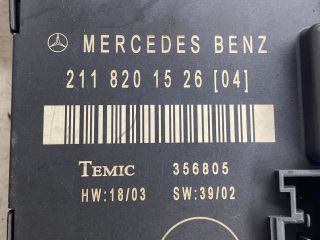 MERCEDES BENZ
211 820 15 26 [04]
TEMIC 356805
HW:18/03 SW:39/02